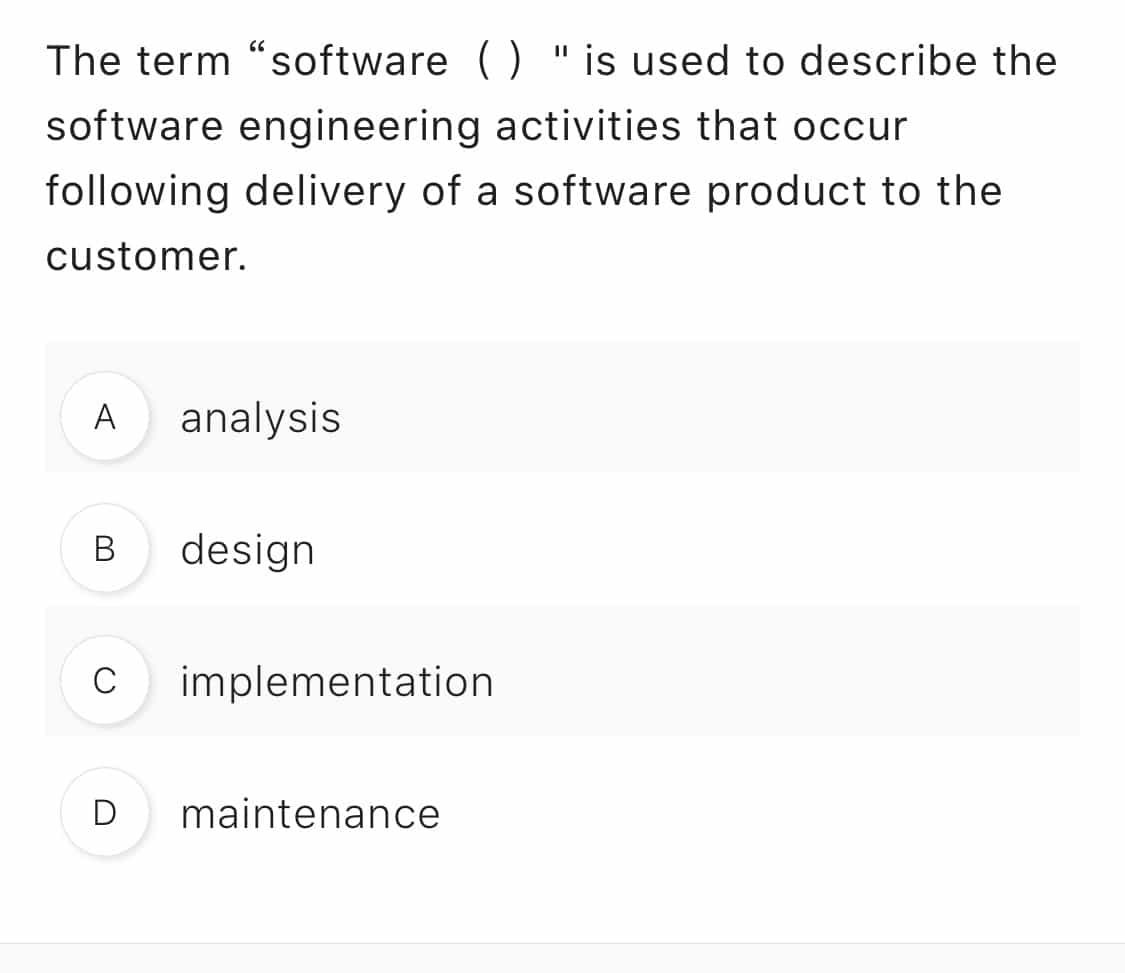 The term “software ( ) " is used to describe the
software engineering activities that occur
following delivery of a software product to the
customer.
A analysis
B design
C implementation
D maintenance